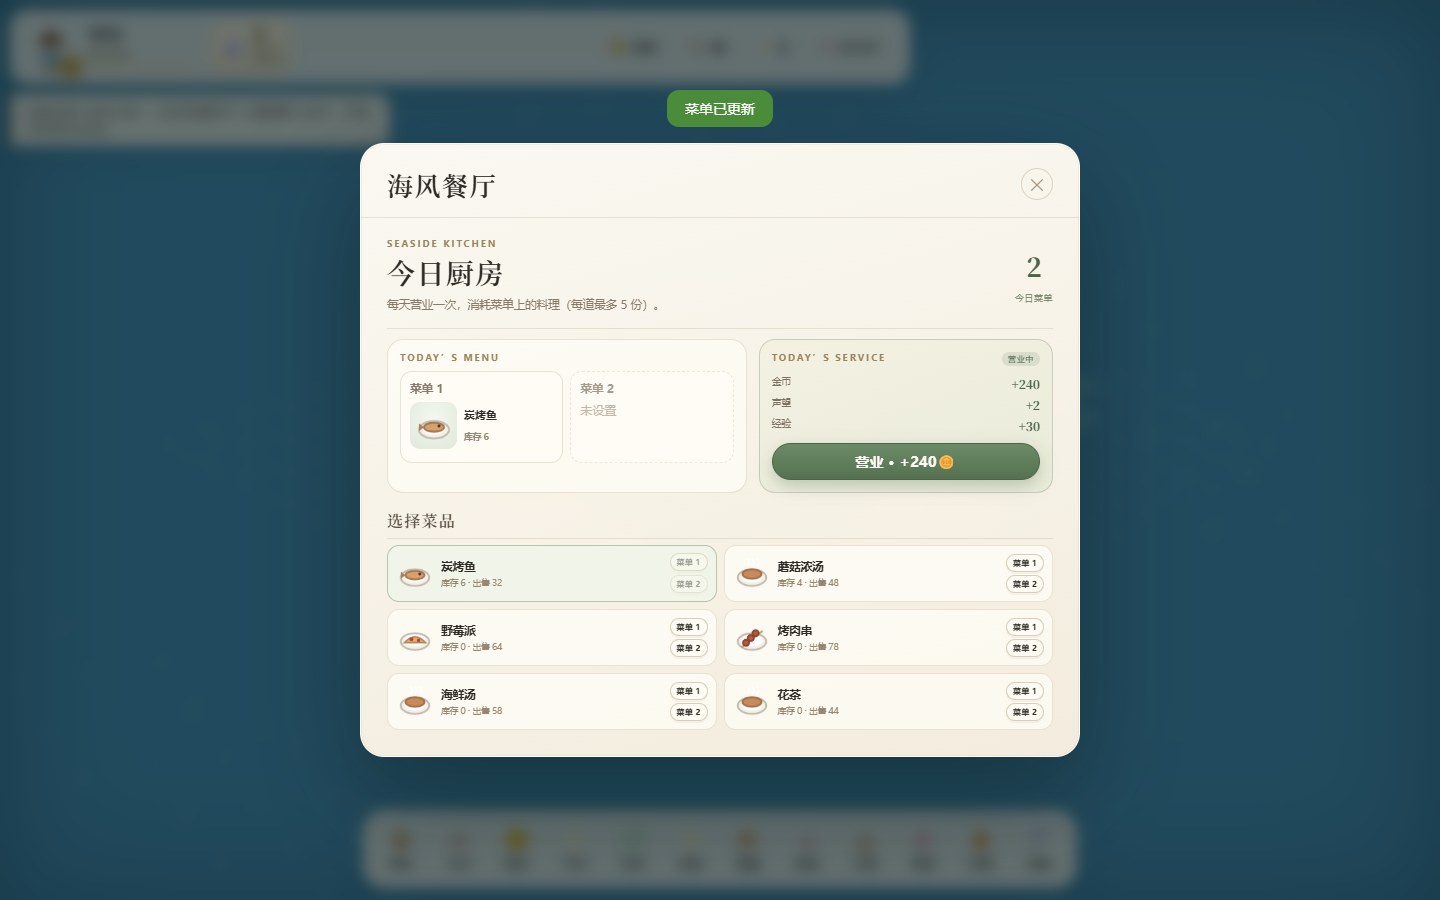 菜单已更新
海风餐厅
SEASIDE KITCHEN
今日厨房
每天营业一次，消耗菜单上的料理（每道最多 5 份）。
2
今日菜单
TODAY'S MENU
菜单 1
炭烤鱼
库存 6
菜单 2
未设置
TODAY'S SERVICE
营业中
金币 +240
声望 +2
经验 +30
营业 • +240
选择菜品
炭烤鱼
库存 6 · 出售 32
菜单 1
菜单 2
蘑菇浓汤
库存 4 · 出售 48
菜单 1
菜单 2
野莓派
库存 0 · 出售 64
菜单 1
菜单 2
烤肉串
库存 0 · 出售 78
菜单 1
菜单 2
海鲜汤
库存 0 · 出售 58
菜单 1
菜单 2
花茶
库存 0 · 出售 44
菜单 1
菜单 2